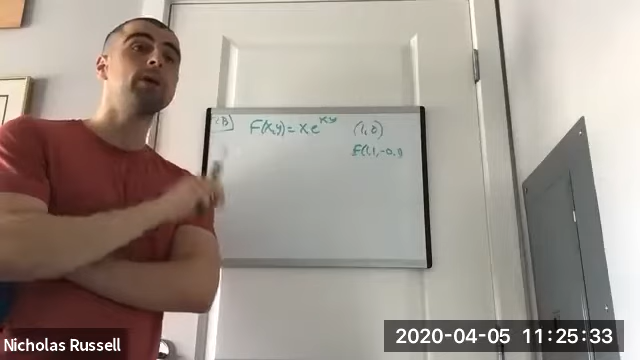 F(x,y) = xe^xy (1,0)
F(1.1,-0.1)
Nicholas Russell
2020-04-05 11:25:33